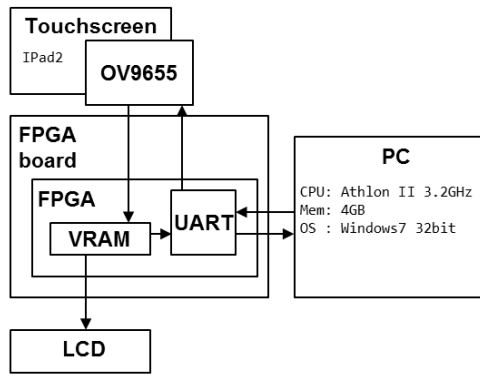 Touchscreen
IPad2
OV9655
FPGA
board
FPGA
VRAM
UART
LCD
PC
CPU: Athlon II 3.2GHz
Mem: 4GB
OS : Windows7 32bit